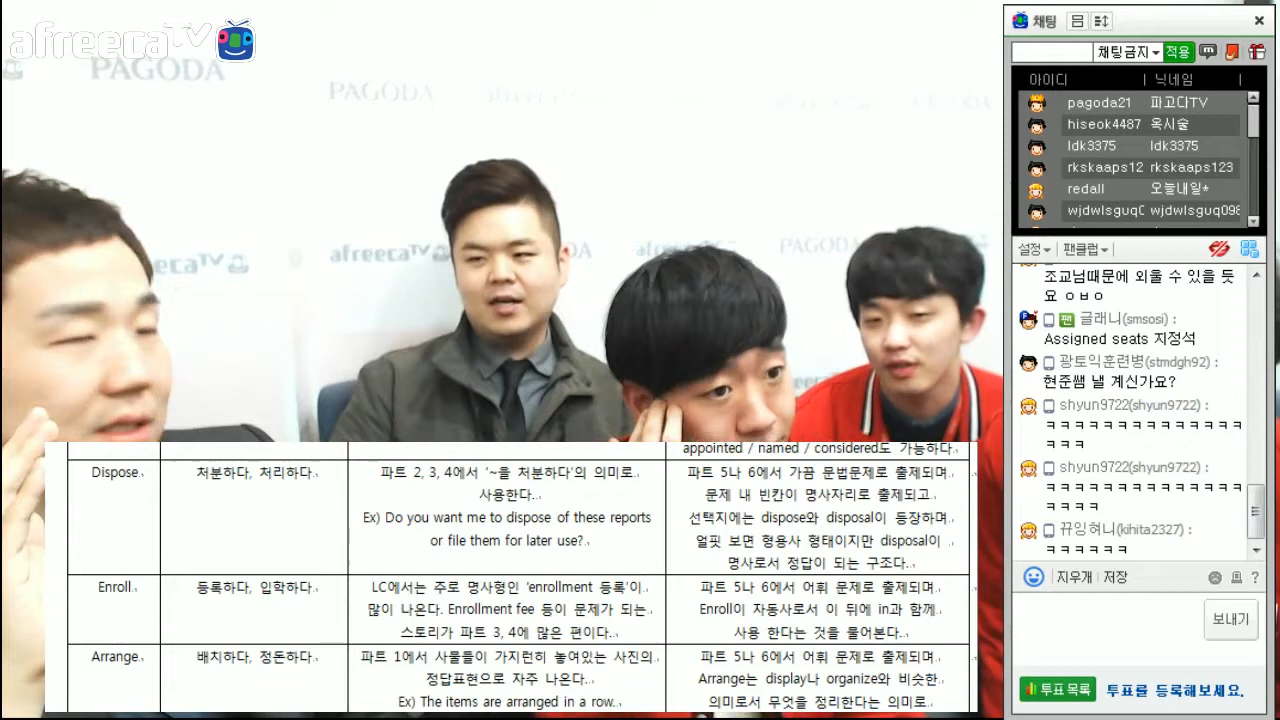 afreecaTV
PAGODA
PAGODA
afreecaTV
afreecaTV
PAGODA
appointed / named / considered도 가능하다.
Dispose
처분하다, 처리하다.
파트 2, 3, 4에서 '~을 처분하다'의 의미로
사용한다.
Ex) Do you want me to dispose of these reports
or file them for later use?
파트 5나 6에서 가끔 문법문제로 출제되며
문제 내 빈칸이 명사자리로 출제되고
선택지에는 dispose와 disposal이 등장하며
얼핏 보면 형용사 형태이지만 disposal이
명사로서 정답이 되는 구조다.
Enroll
등록하다, 입학하다.
LC에서는 주로 명사형인 'enrollment 등록'이
많이 나온다. Enrollment fee 등이 문제가 되는
스토리가 파트 3, 4에 많은 편이다.
파트 5나 6에서 어휘 문제로 출제되며
Enroll이 자동사로서 이 뒤에 in과 함께
사용 한다는 것을 물어본다.
Arrange
배치하다, 정돈하다.
파트 1에서 사물들이 가지런히 놓여있는 사진의
정답표현으로 자주 나온다.
Ex) The items are arranged in a row.
파트 5나 6에서 어휘 문제로 출제되며
Arrange는 display나 organize와 비슷한
의미로서 무엇을 정리한다는 의미로
채팅
채팅금지 적용
아이디 닉네임
pagoda21 파고다TV
hiseok4487 옥시술
ldk3375 ldk3375
rkskaaps12 rkskaaps123
redall 오늘내일*
wjdwlsguq0 wjdwlsguq098
설정 팬클럽
조교님때문에 외울 수 있을 듯
요 ㅇㅂㅇ
팬 글래니(smsosi) :
Assigned seats 지정석
광토익훈련병(stmdgh92) :
현준쌤 낼 계신가요?
shyun9722(shyun9722) :
ㅋㅋㅋㅋㅋㅋㅋㅋㅋㅋㅋㅋㅋ
ㅋㅋㅋ
shyun9722(shyun9722) :
ㅋㅋㅋㅋㅋㅋㅋㅋㅋㅋㅋㅋㅋ
ㅋㅋㅋㅋ
뀨잉혀니(kihita2327) :
ㅋㅋㅋㅋㅋㅋ
지우개 저장
보내기
투표 목록 투표를 등록해보세요.